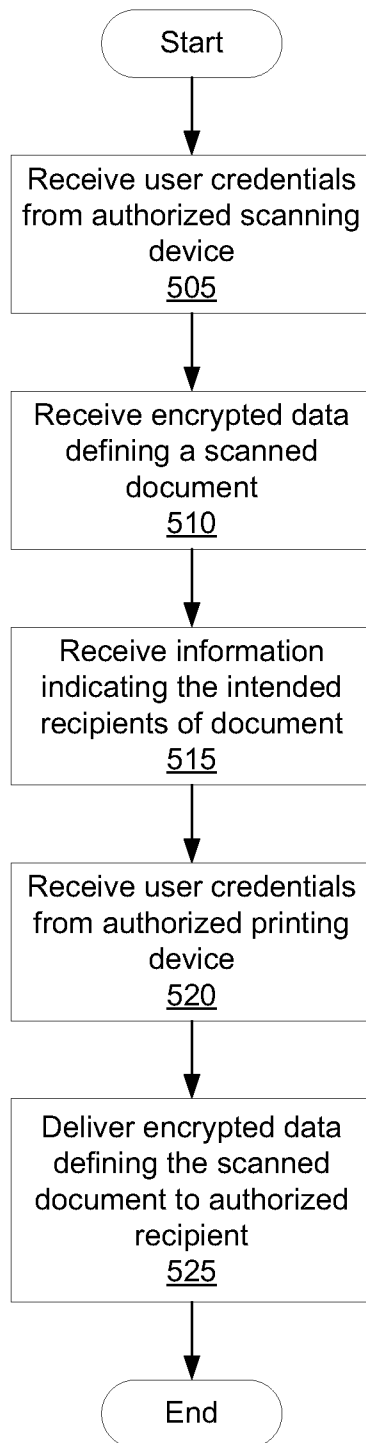 Start
Receive user credentials
from authorized scanning
device
505
Receive encrypted data
defining a scanned
document
510
Receive information
indicating the intended
recipients of document
515
Receive user credentials
from authorized printing
device
520
Deliver encrypted data
defining the scanned
document to authorized
recipient
525
End